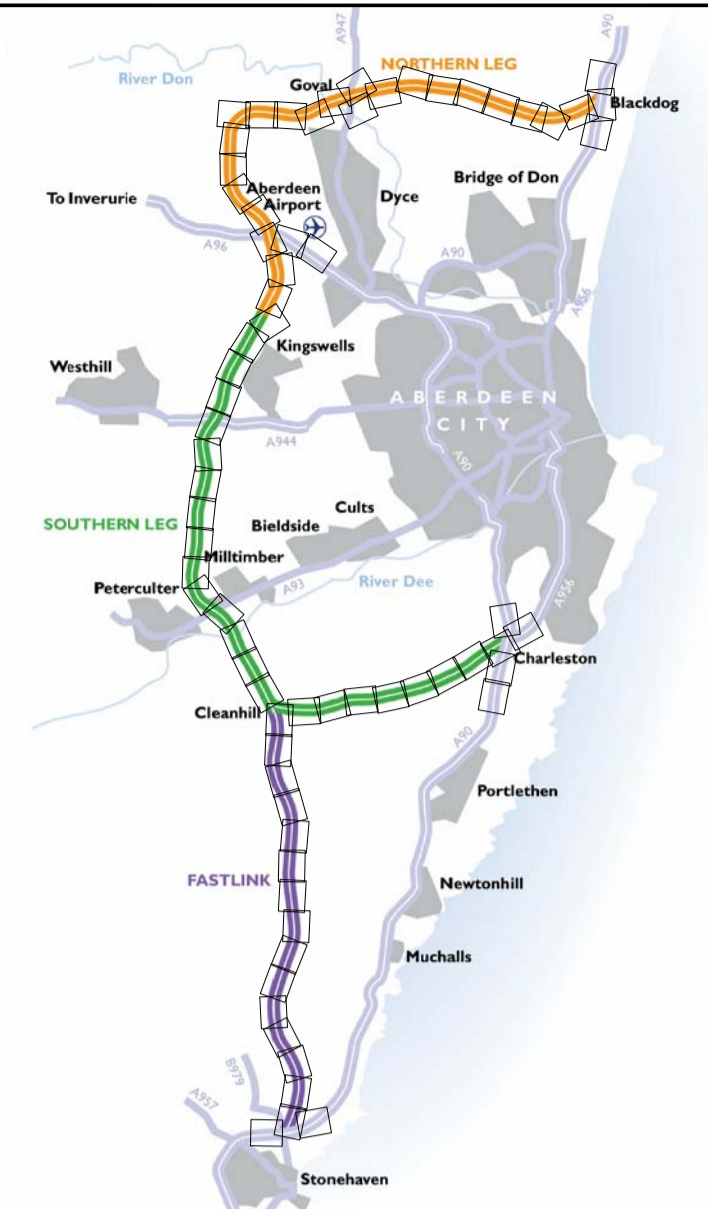 A947
A90
NORTHERN LEG
River Don
Goval
Blackdog
Bridge of Don
Aberdeen
Airport
Dyce
To Inverurie
A96
A90
A956
Kingswells
Westhill
ABERDEEN
CITY
A944
A90
Cults
SOUTHERN LEG
Bieldside
Milltimber
Peterculter
A93
River Dee
A956
Charleston
Cleanhill
A90
Portlethen
FASTLINK
Newtonhill
Muchalls
B979
A957
Stonehaven